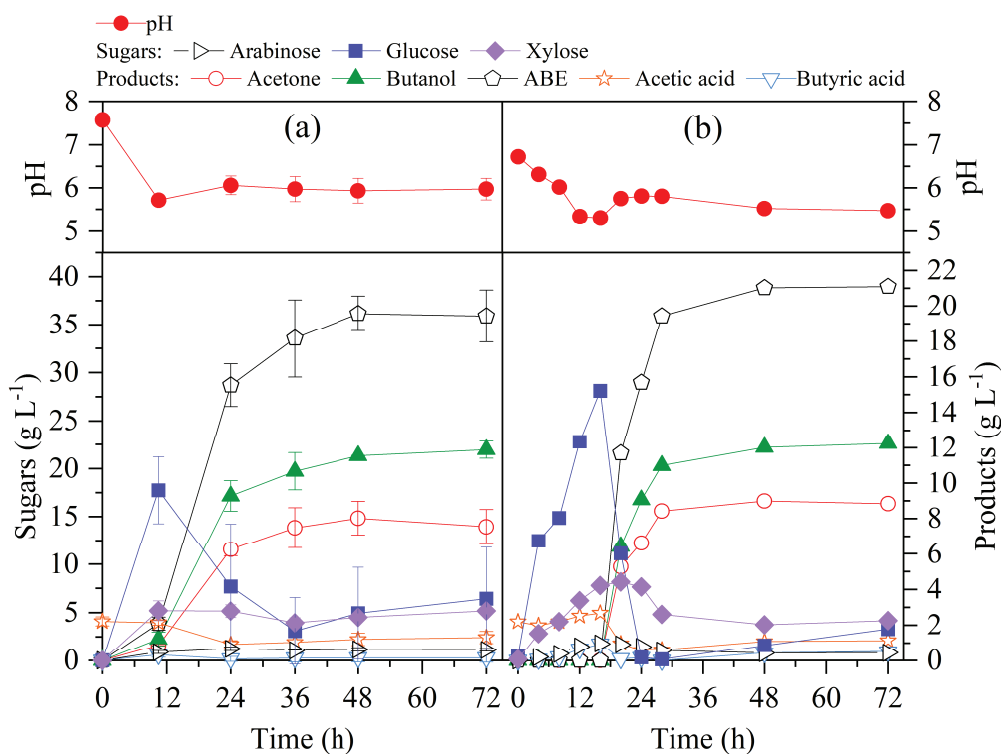 pH
Sugars: Arabinose Glucose Xylose
Products: Acetone Butanol ABE Acetic acid Butyric acid
8 (a) (b) 8
7 7
pH 6 6 pH
5 5
40 22
35 20
30 18
25 16
20 14
15 12
10 10
5 8
0 6
4
2
0
Sugars (g L⁻¹)
Products (g L⁻¹)
0 12 24 36 48 60 72 0 12 24 36 48 60 72
Time (h) Time (h)